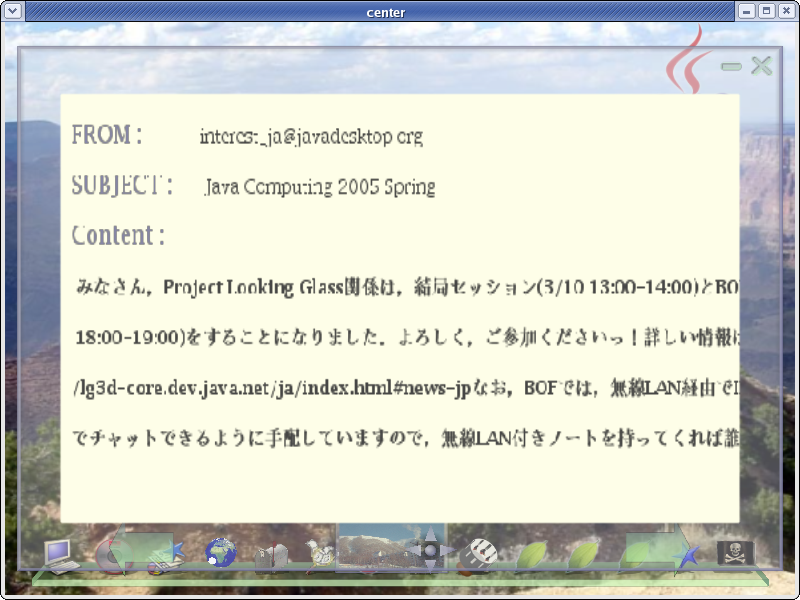 center
FROM : interest_ja@javadesktop org
SUBJECT : Java Computing 2005 Spring
Content :
みなさん，Project Looking Glass関係は，結局セッション(3/10 13:00-14:00)とBO
18:00-19:00)をすることになりました．よろしく，ご参加くださいっ！詳しい情報は
/lg3d-core.dev.java.net/ja/index.html#news-jpなお，BOFでは，無線LAN経由で
でチャットできるように手配していますので，無線LAN付きノートを持ってくれば誰